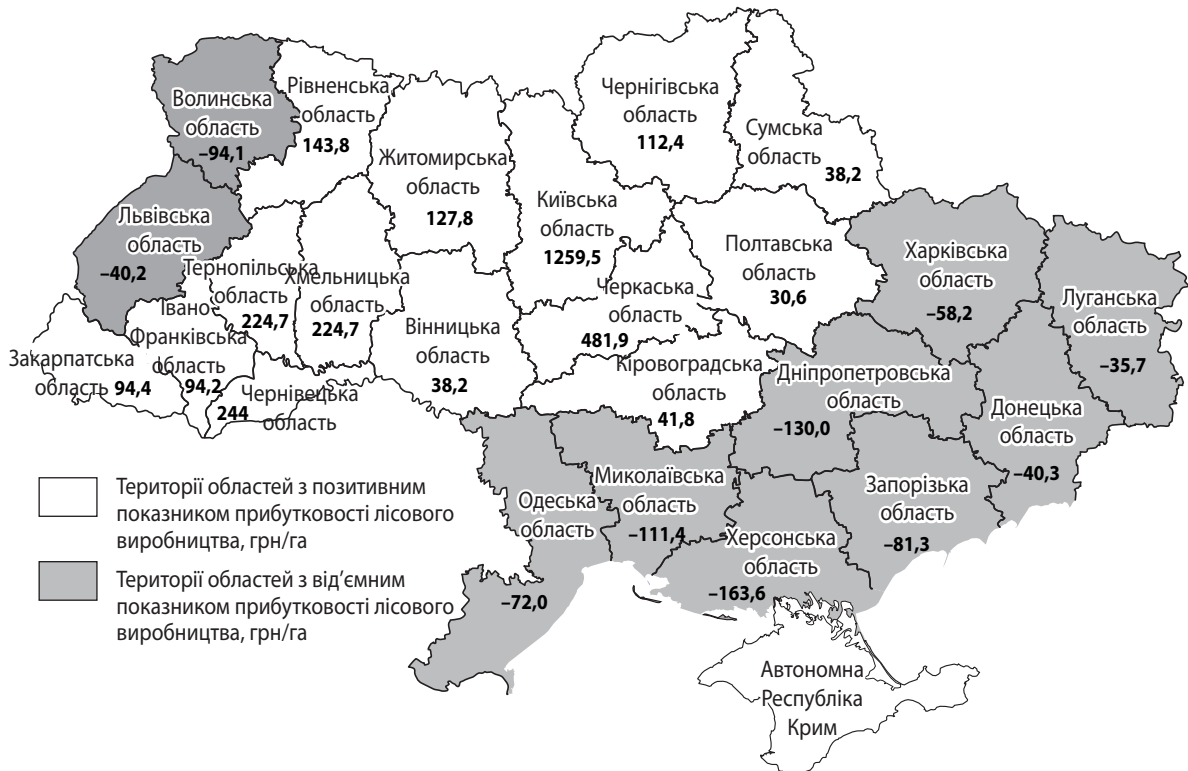 Волинська
область
–94,1
Рівненська
область
143,8
Житомирська
область
127,8
Київська
область
1259,5
Чернігівська
область
112,4
Сумська
область
38,2
Львівська
область
–40,2
Тернопільська
область
224,7
Хмельницька
область
224,7
Вінницька
область
38,2
Черкаська
область
481,9
Полтавська
область
30,6
Харківська
область
–58,2
Луганська
область
–35,7
Закарпатська
область 94,4
Івано
Франківська
область
94,2
Чернівецька
244 область
Кіровоградська
область
41,8
Дніпропетровська
область
–130,0
Донецька
область
–40,3
Одеська
область
–72,0
Миколаївська
область
–111,4
Херсонська
область
–163,6
Запорізька
область
–81,3
Автономна
Республіка
Крим
Території областей з позитивним
показником прибутковості лісового
виробництва, грн/га
Території областей з від’ємним
показником прибутковості лісового
виробництва, грн/га